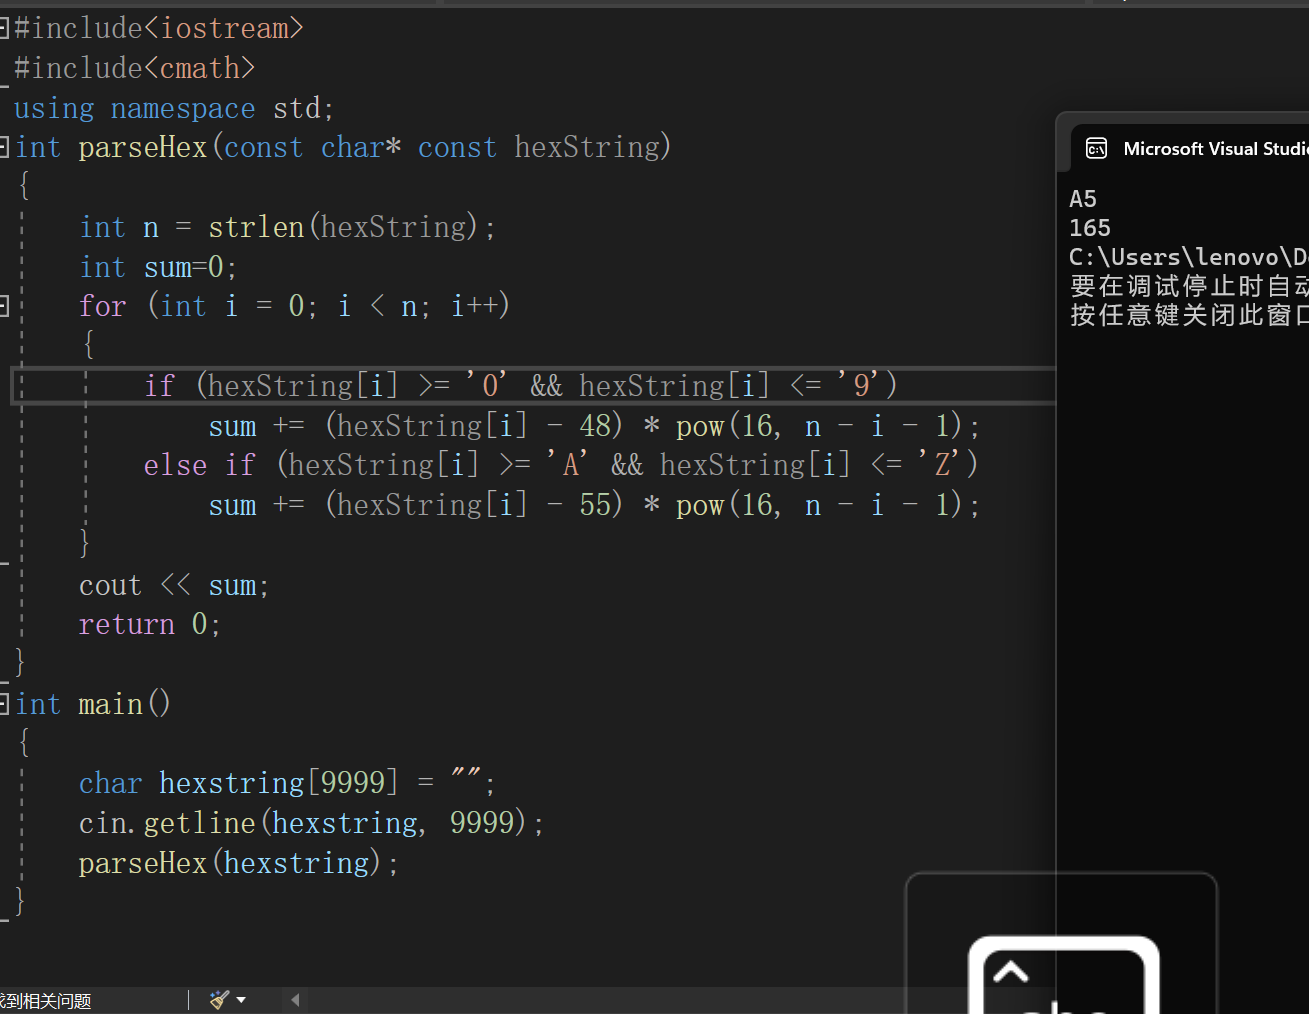 #include<iostream>
#include<cmath>
using namespace std;
int parseHex(const char* const hexString)
{
    int n = strlen(hexString);
    int sum=0;
    for (int i = 0; i < n; i++)
    {
        if (hexString[i] >= '0' && hexString[i] <= '9')
            sum += (hexString[i] - 48) * pow(16, n - i - 1);
        else if (hexString[i] >= 'A' && hexString[i] <= 'Z')
            sum += (hexString[i] - 55) * pow(16, n - i - 1);
    }
    cout << sum;
    return 0;
}
int main()
{
    char hexstring[9999] = "";
    cin.getline(hexstring, 9999);
    parseHex(hexstring);
}
Microsoft Visual Studi
A5
165
C:\Users\lenovo\D
要在调试停止时自动
按任意键关闭此窗口
到相关问题